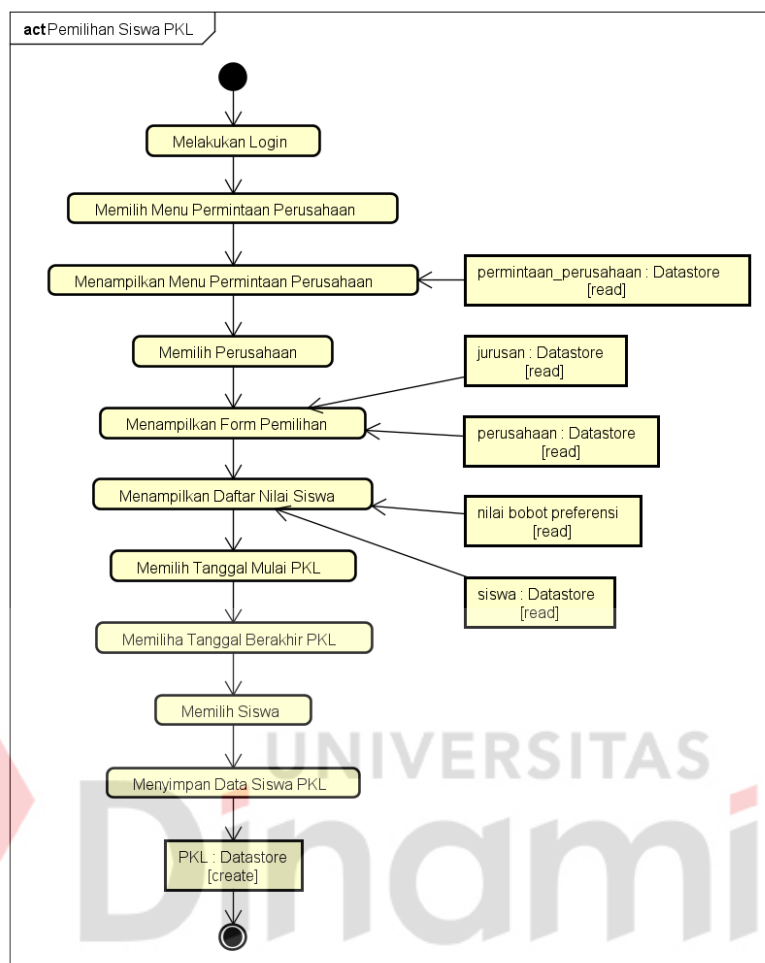 act Pemilihan Siswa PKL
Melakukan Login
Memilih Menu Permintaan Perusahaan
Menampilkan Menu Permintaan Perusahaan
permintaan_perusahaan : Datastore
[read]
Memilih Perusahaan
jurusan : Datastore
[read]
Menampilkan Form Pemilihan
perusahaan : Datastore
[read]
Menampilkan Daftar Nilai Siswa
nilai bobot preferensi
[read]
Memilih Tanggal Mulai PKL
siswa : Datastore
[read]
Memiliha Tanggal Berakhir PKL
Memilih Siswa
Menyimpan Data Siswa PKL
PKL : Datastore
[create]
UNIVERSITAS
Dinami